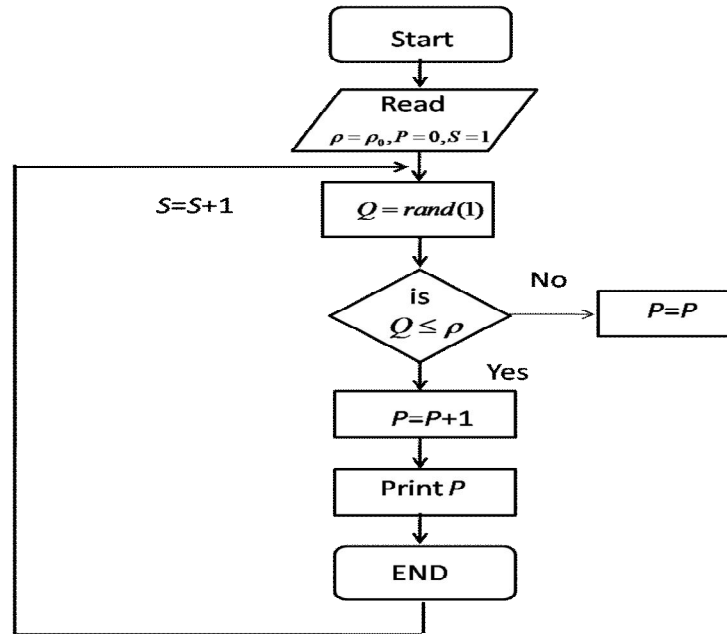 Start
Read
ρ = ρ₀, P = 0, S = 1
S=S+1
Q = rand(1)
is
Q ≤ ρ
No
P=P
Yes
P=P+1
Print P
END